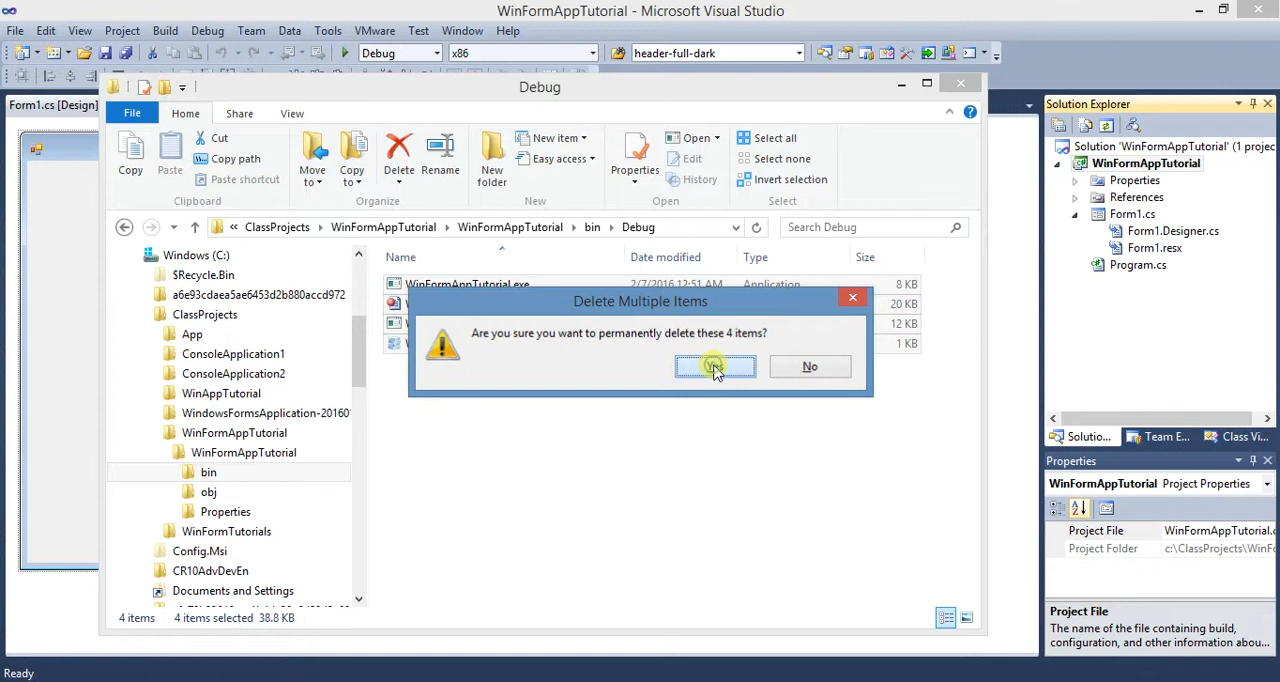 WinFormAppTutorial - Microsoft Visual Studio
File Edit View Project Build Debug Team Data Tools VMware Test Window Help
Debug x86 header-full-dark
Form1.cs [Design]
Debug
File Home Share View
Copy
Paste
Cut
Copy path
Paste shortcut
Clipboard
Move to
Copy to
Delete
Rename
Organize
New folder
New item
Easy access
New
Properties
Open
Edit
History
Open
Select all
Select none
Invert selection
Select
« ClassProjects WinFormAppTutorial WinFormAppTutorial bin Debug
Search Debug
Windows (C:)
$Recycle.Bin
a6e93cdaea5ae6453d2b880accd972
ClassProjects
App
ConsoleApplication1
ConsoleApplication2
WinAppTutorial
WindowsFormsApplication-20160
WinFormAppTutorial
WinFormAppTutorial
bin
obj
Properties
WinFormTutorials
Config.Msi
CR10AdvDevEn
Documents and Settings
Name Date modified Type Size
WinFormAppTutorial.exe 2/7/2016 12:51 AM Application 8 KB
20 KB
12 KB
1 KB
Delete Multiple Items
Are you sure you want to permanently delete these 4 items?
Yes No
4 items 4 items selected 38.8 KB
Solution Explorer
Solution 'WinFormAppTutorial' (1 projec
WinFormAppTutorial
Properties
References
Form1.cs
Form1.Designer.cs
Form1.resx
Program.cs
Solutio... Team E... Class Vi...
Properties
WinFormAppTutorial Project Properties
Project File WinFormAppTutorial.c
Project Folder c:\ClassProjects\WinFo
Project File
The name of the file containing build,
configuration, and other information abou...
Ready